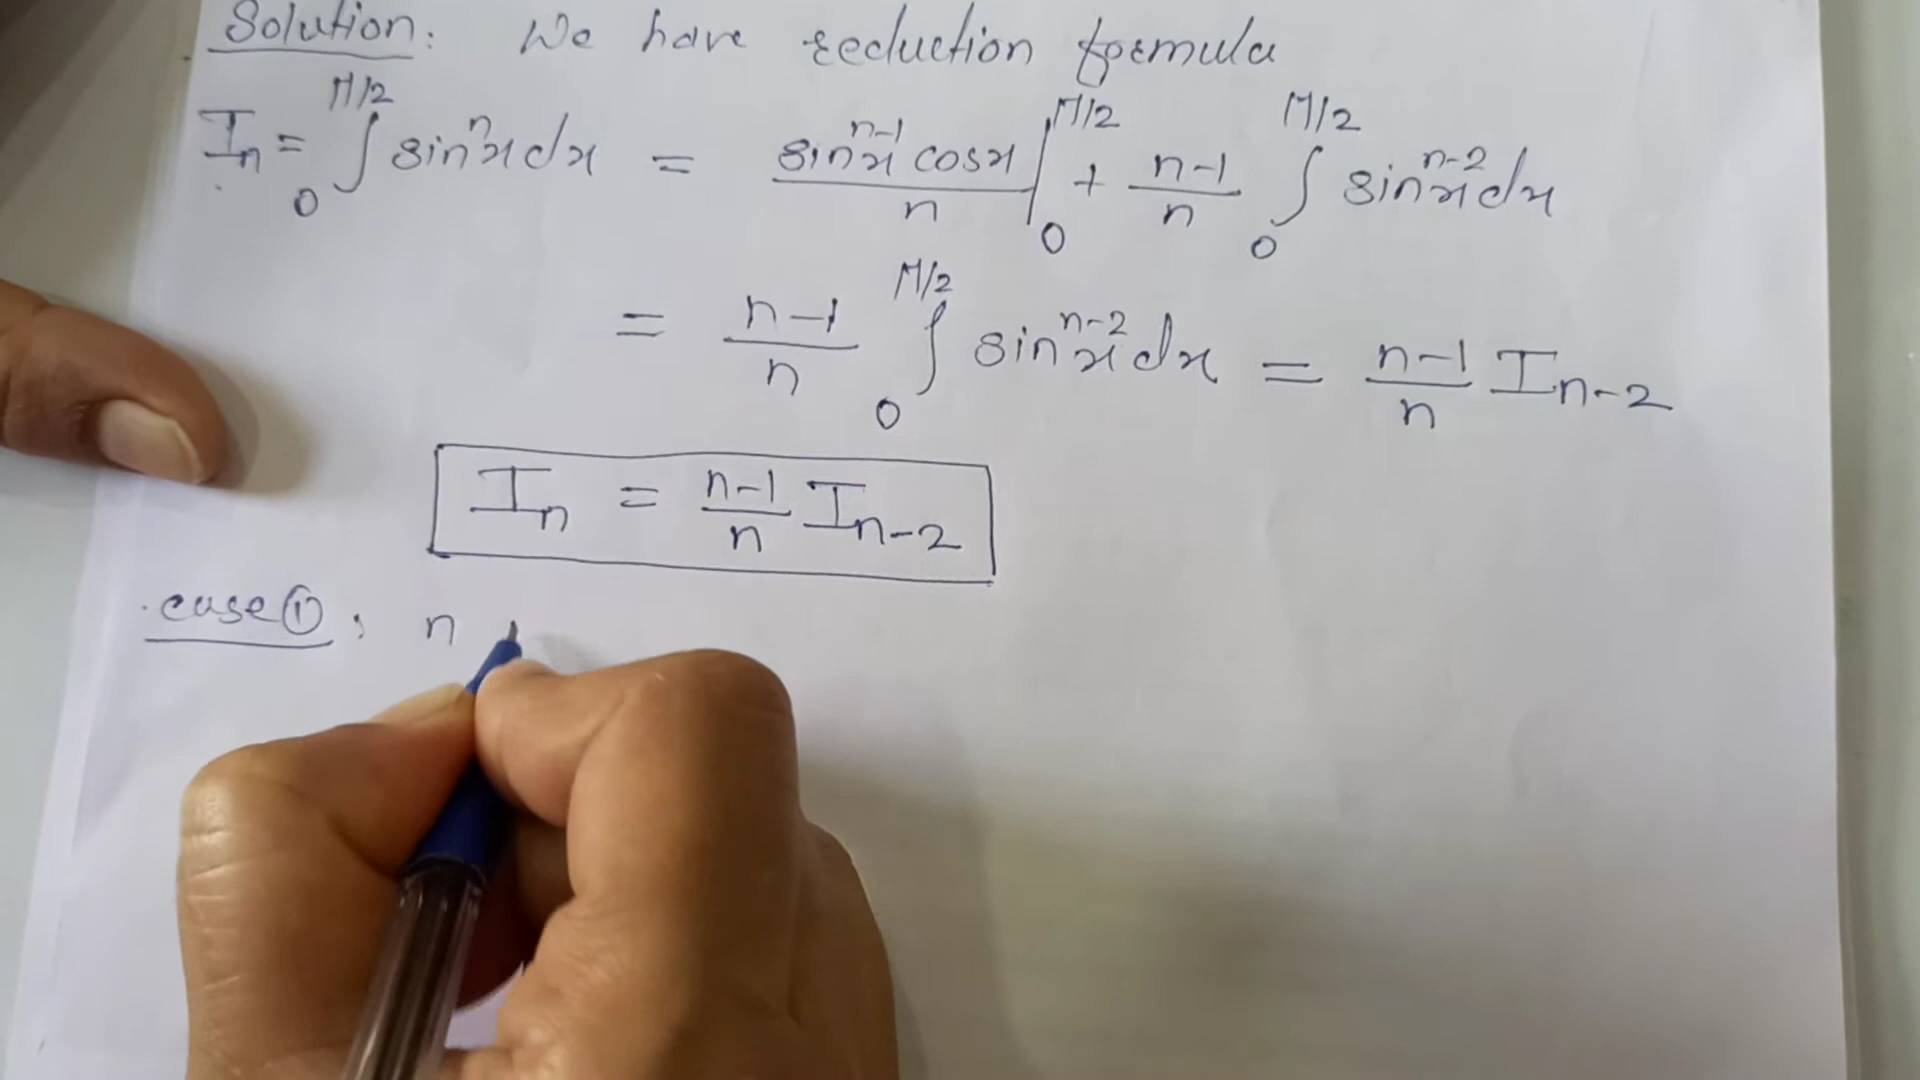 Solution: We have reduction formula
Iₙ = ∫₀^(π/2) sinⁿx dx = sinⁿ⁻¹x cosx / n |₀^(π/2) + (n-1)/n ∫₀^(π/2) sinⁿ⁻²x dx
= (n-1)/n ∫₀^(π/2) sinⁿ⁻²x dx = (n-1)/n Iₙ₋₂
Iₙ = (n-1)/n Iₙ₋₂
case ①, n